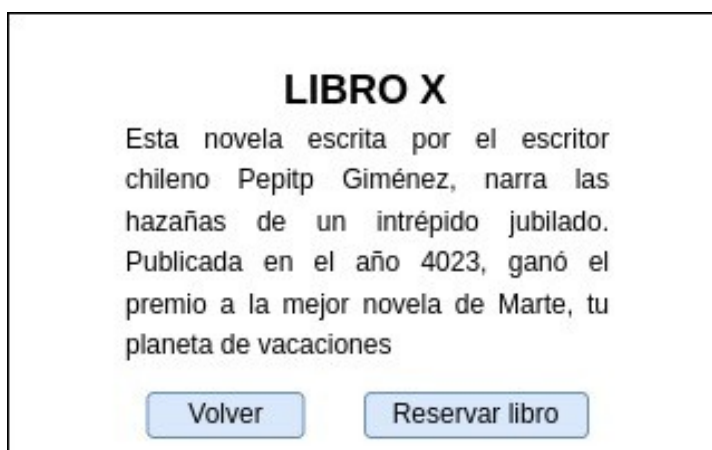 LIBRO X
Esta novela escrita por el escritor
chileno Pepitp Giménez, narra las
hazañas de un intrépido jubilado.
Publicada en el año 4023, ganó el
premio a la mejor novela de Marte, tu
planeta de vacaciones
Volver Reservar libro